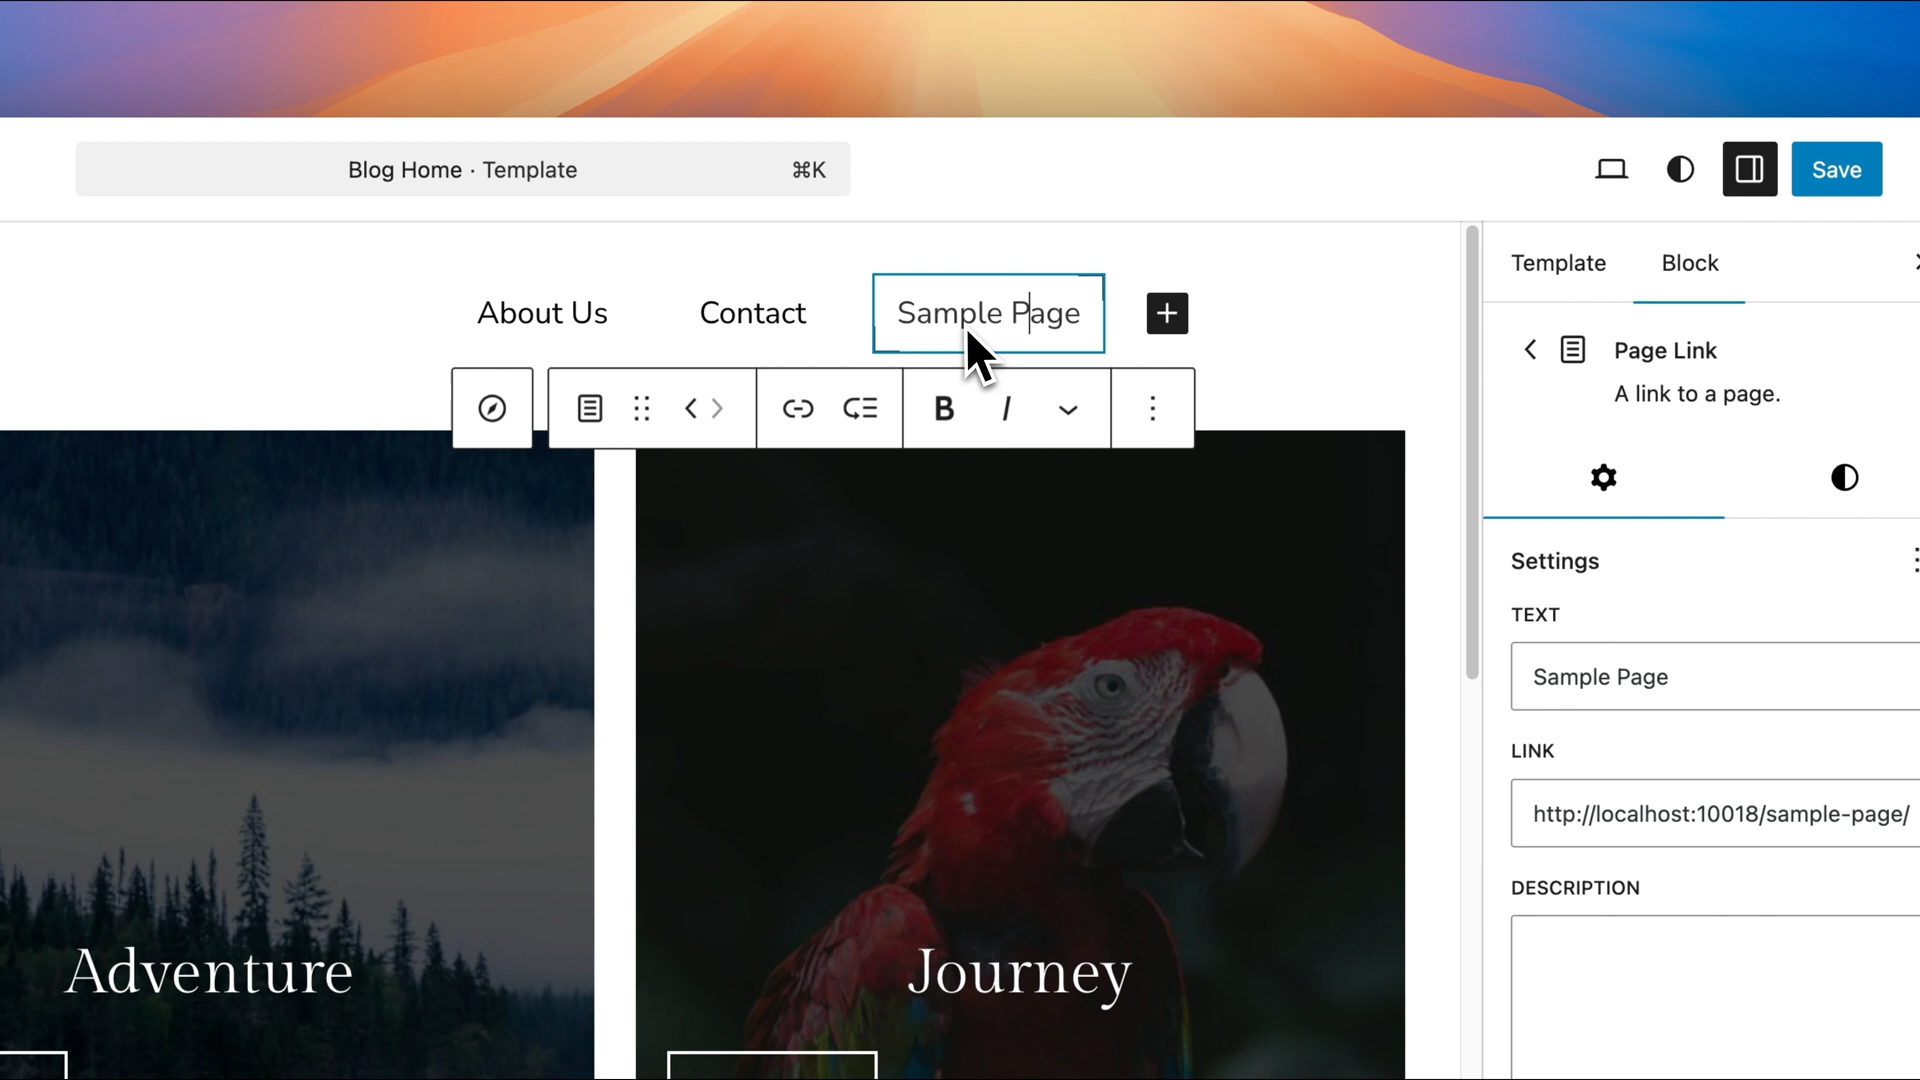 Blog Home · Template ⌘K
Save
Template Block
About Us Contact Sample Page +
Page Link
A link to a page.
B I
Settings
TEXT
Sample Page
LINK
http://localhost:10018/sample-page/
DESCRIPTION
Adventure
Journey